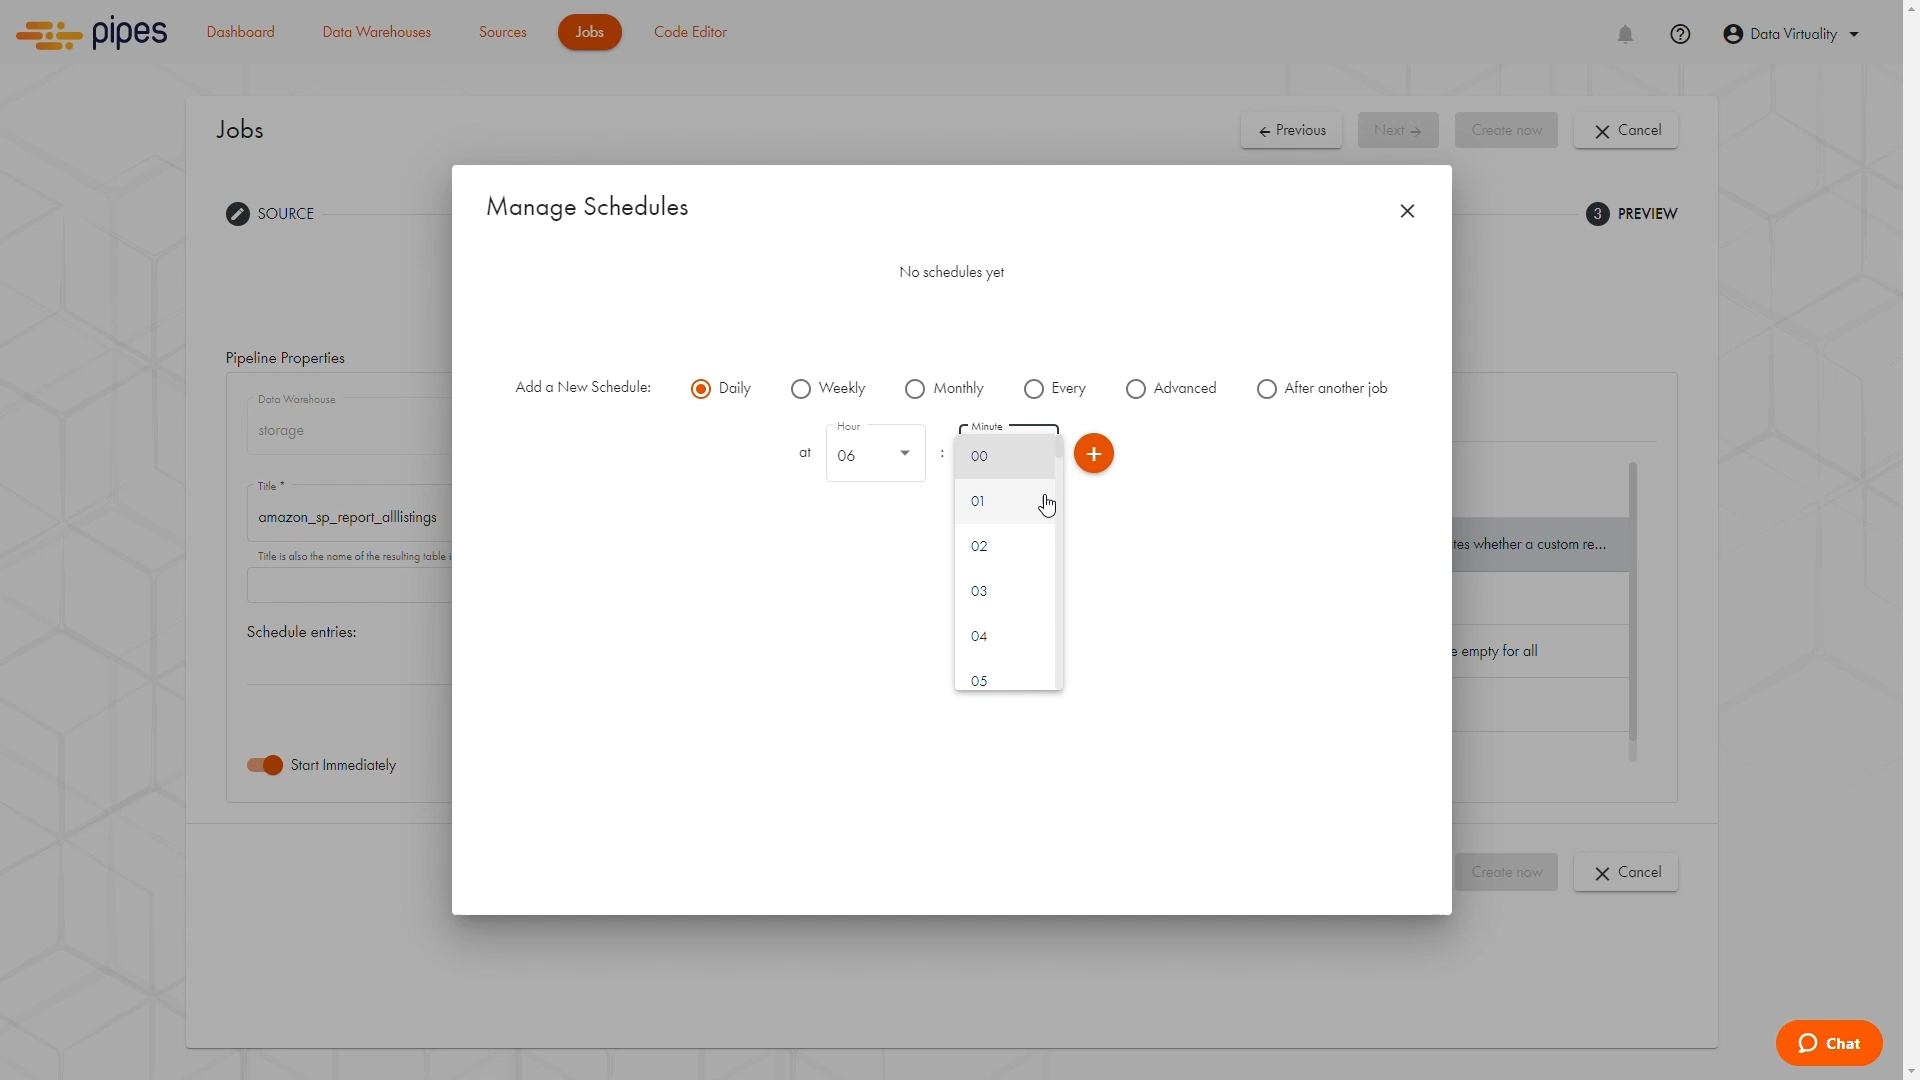 pipes
Dashboard
Data Warehouses
Sources
Jobs
Code Editor
Data Virtuality
Jobs
← Previous
Next →
Create now
Cancel
SOURCE
3 PREVIEW
Manage Schedules
No schedules yet
Add a New Schedule:
Daily
Weekly
Monthly
Every
Advanced
After another job
at
Hour
06
:
Minute
00
01
02
03
04
05
+
Pipeline Properties
Data Warehouse
storage
Title *
amazon_sp_report_alllistings
Title is also the name of the resulting table
Schedule entries:
Start Immediately
whether a custom re...
empty for all
Create now
Cancel
Chat